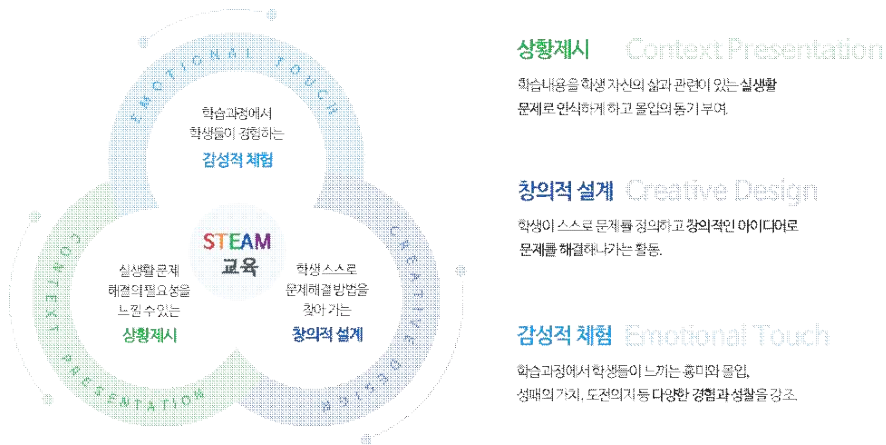 EMOTIONAL TOUCH
학습과정에서
학생들이 경험하는
감성적 체험
STEAM
교육
CONTEXT PRESENTATION
실생활 문제
해결의 필요성을
느낄 수 있는
상황제시
CREATIVE DESIGN
학생 스스로
문제해결 방법을
찾아 가는
창의적 설계
상황제시 Context Presentation
학습내용을 학생 자신의 삶과 관련이 있는 실생활
문제로 인식하게 하고 몰입의 동기 부여.
창의적 설계 Creative Design
학생이 스스로 문제를 정의하고 창의적인 아이디어로
문제를 해결해나가는 활동.
감성적 체험 Emotional Touch
학습과정에서 학생들이 느끼는 흥미와 몰입,
성패의 가치, 도전의지 등 다양한 경험과 성찰을 강조.